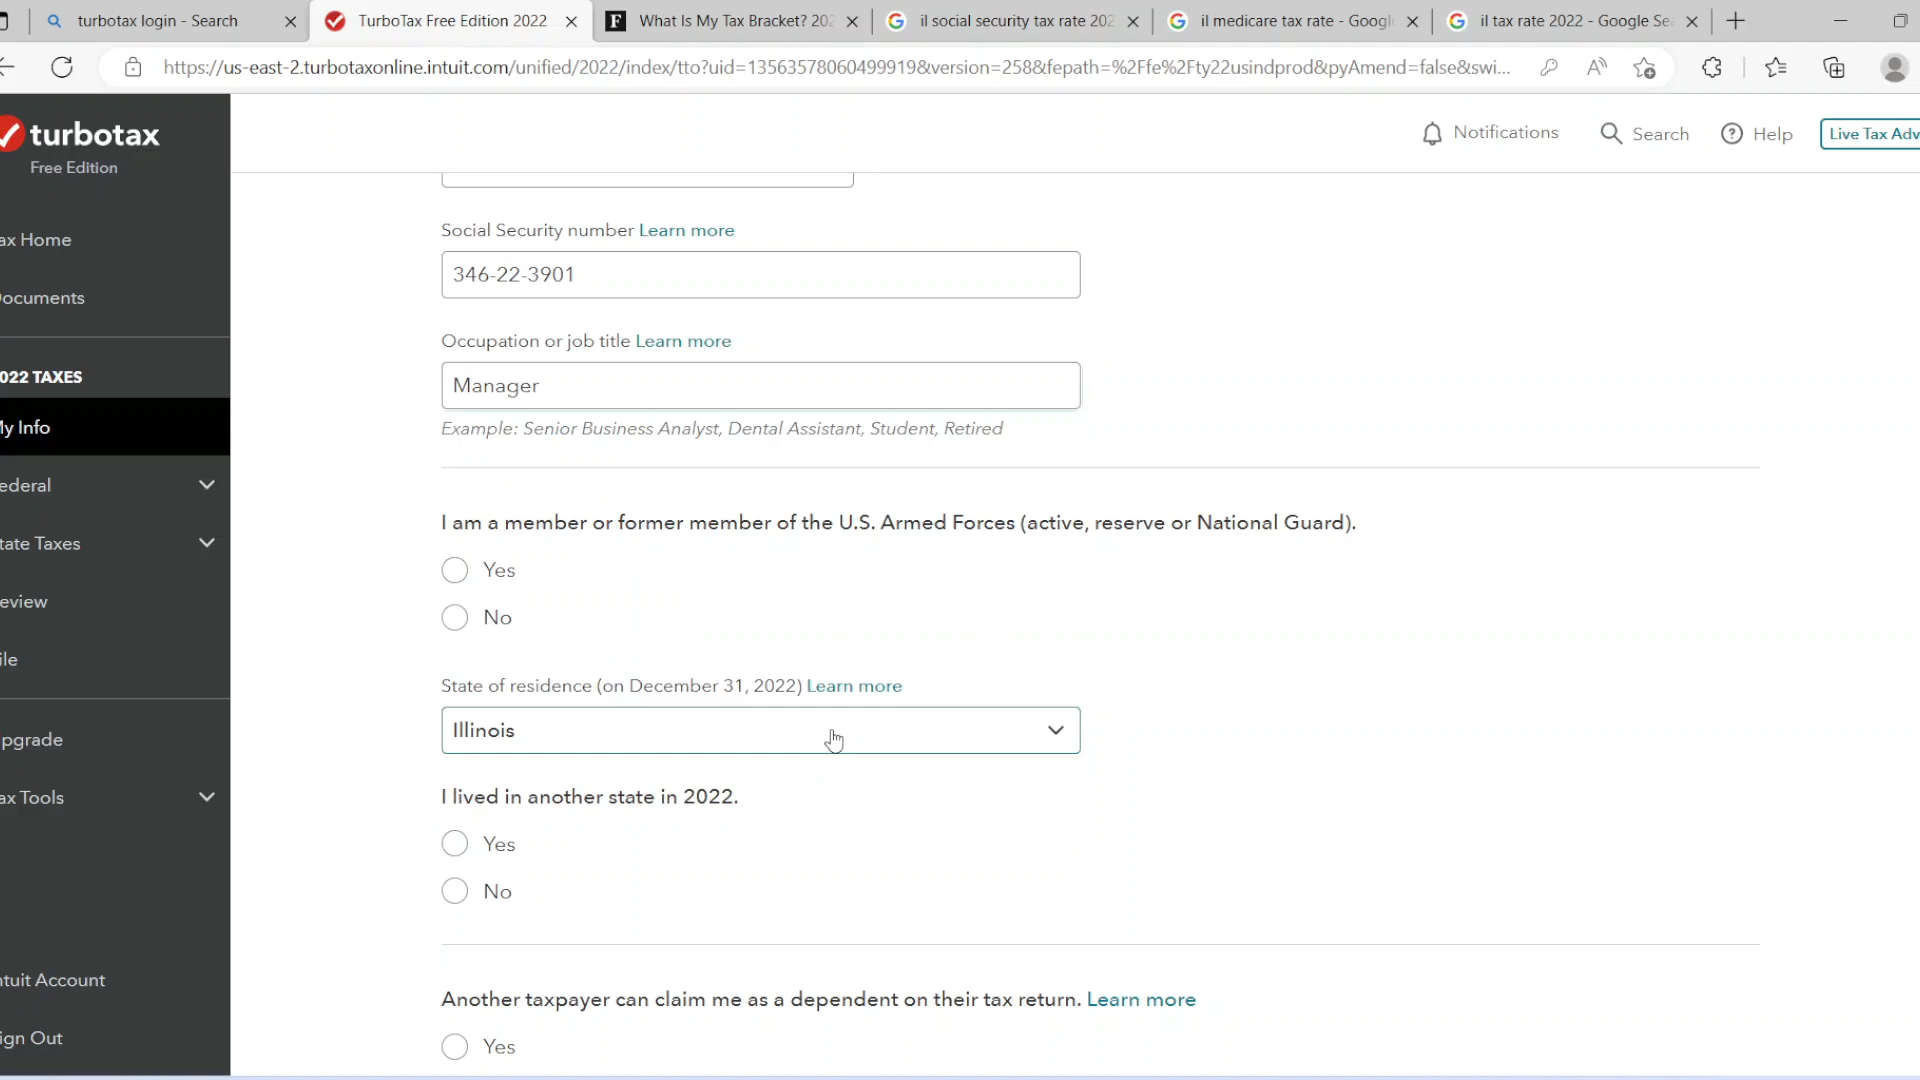 turbotax login - Search
TurboTax Free Edition 2022
F What Is My Tax Bracket? 202
il social security tax rate 202
il medicare tax rate - Googl
il tax rate 2022 - Google Se
https://us-east-2.turbotaxonline.intuit.com/unified/2022/index/tto?uid=13563578060499919&version=258&fepath=%2Ffe%2Fty22usindprod&pyAmend=false&swi...
turbotax
Free Edition
Notifications
Search
Help
Live Tax Adv
ax Home
ocuments
022 TAXES
My Info
ederal
tate Taxes
eview
ile
pgrade
ax Tools
ntuit Account
ign Out
Social Security number Learn more
346-22-3901
Occupation or job title Learn more
Manager
Example: Senior Business Analyst, Dental Assistant, Student, Retired
I am a member or former member of the U.S. Armed Forces (active, reserve or National Guard).
Yes
No
State of residence (on December 31, 2022) Learn more
Illinois
I lived in another state in 2022.
Yes
No
Another taxpayer can claim me as a dependent on their tax return. Learn more
Yes